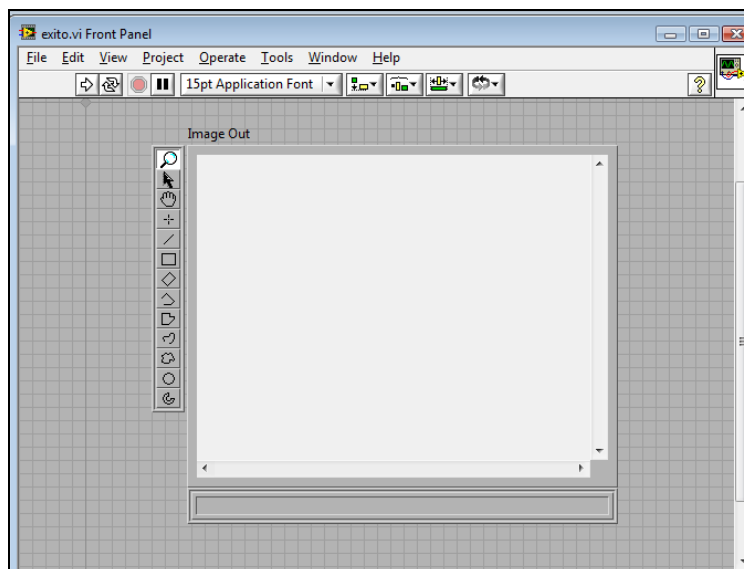 exito.vi Front Panel
File Edit View Project Operate Tools Window Help
15pt Application Font
?
Image Out